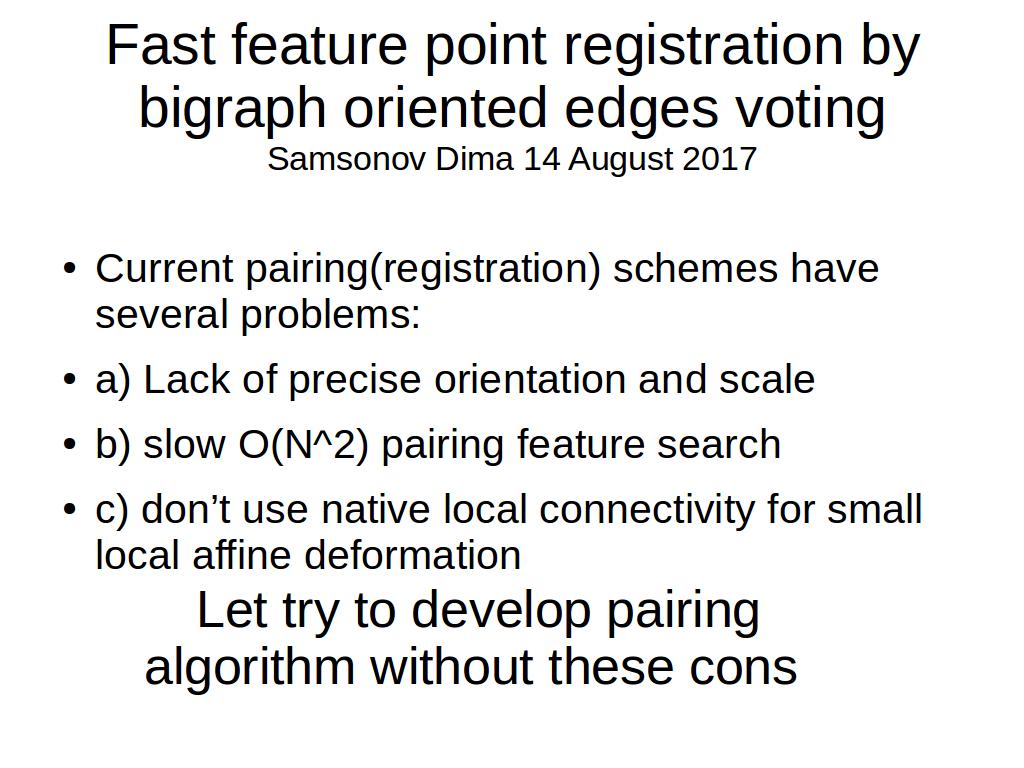 Fast feature point registration by
bigraph oriented edges voting
Samsonov Dima 14 August 2017
• Current pairing(registration) schemes have
several problems:
• a) Lack of precise orientation and scale
• b) slow O(N^2) pairing feature search
• c) don’t use native local connectivity for small
local affine deformation
Let try to develop pairing
algorithm without these cons